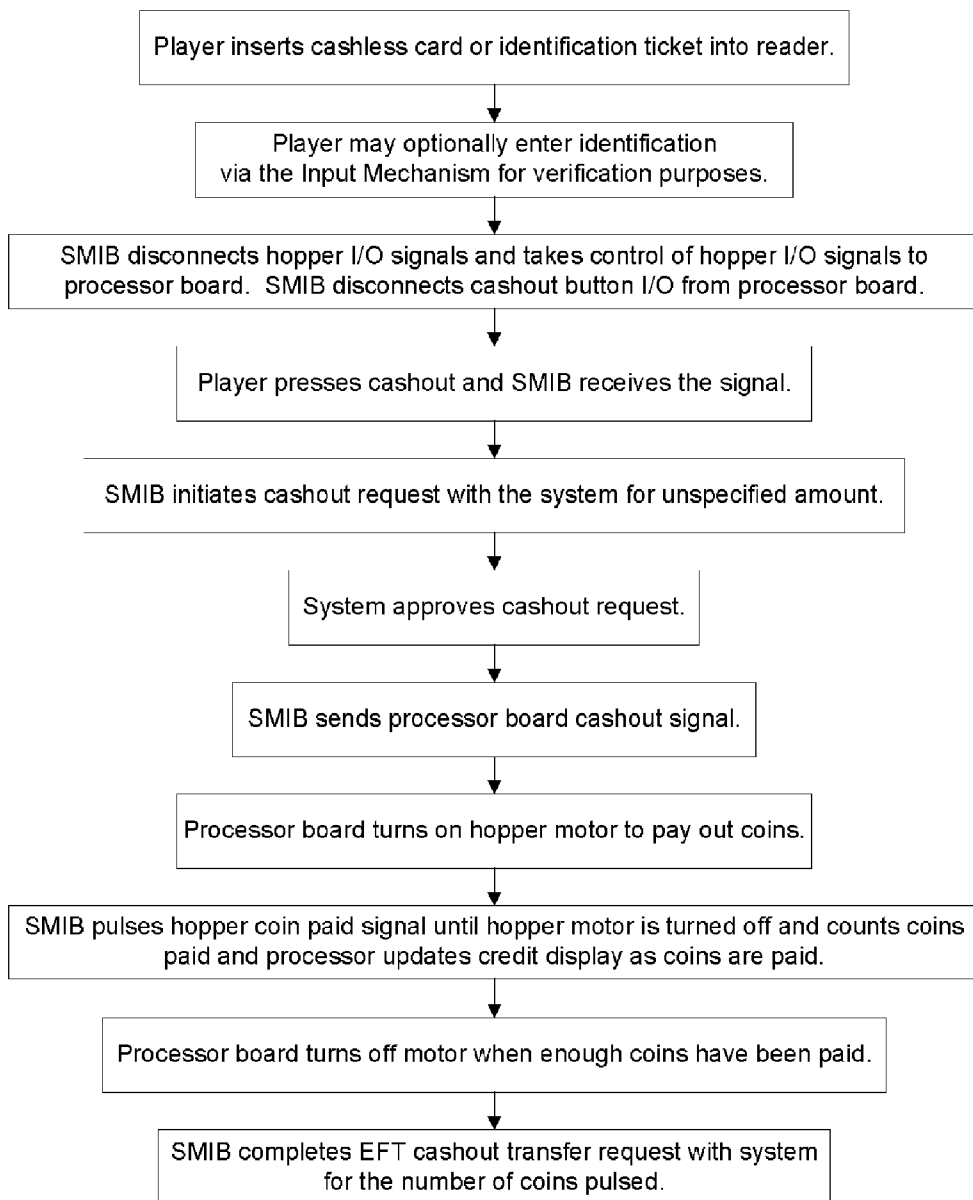 Player inserts cashless card or identification ticket into reader.
Player may optionally enter identification
via the Input Mechanism for verification purposes.
SMIB disconnects hopper I/O signals and takes control of hopper I/O signals to
processor board. SMIB disconnects cashout button I/O from processor board.
Player presses cashout and SMIB receives the signal.
SMIB initiates cashout request with the system for unspecified amount.
System approves cashout request.
SMIB sends processor board cashout signal.
Processor board turns on hopper motor to pay out coins.
SMIB pulses hopper coin paid signal until hopper motor is turned off and counts coins
paid and processor updates credit display as coins are paid.
Processor board turns off motor when enough coins have been paid.
SMIB completes EFT cashout transfer request with system
for the number of coins pulsed.